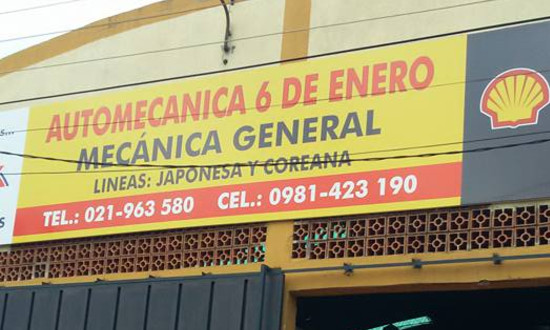 AUTOMECANICA 6 DE ENERO
MECÁNICA GENERAL
LINEAS: JAPONESA Y COREANA
TEL.: 021-963 580 CEL.: 0981-423 190